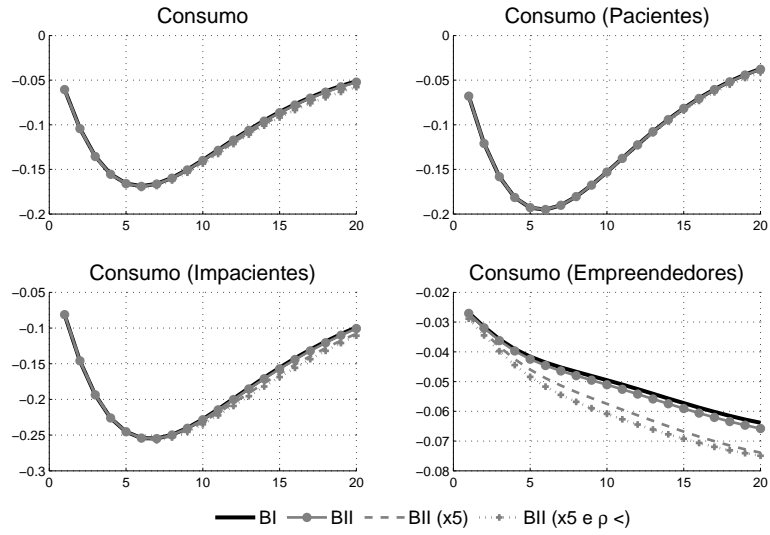 Consumo
Consumo (Pacientes)
0
−0.05
−0.1
−0.15
−0.2
0 5 10 15 20
0
−0.05
−0.1
−0.15
−0.2
0 5 10 15 20
Consumo (Impacientes)
Consumo (Empreendedores)
−0.05
−0.1
−0.15
−0.2
−0.25
−0.3
0 5 10 15 20
−0.02
−0.03
−0.04
−0.05
−0.06
−0.07
−0.08
0 5 10 15 20
BI BII BII (x5) BII (x5 e ρ <)